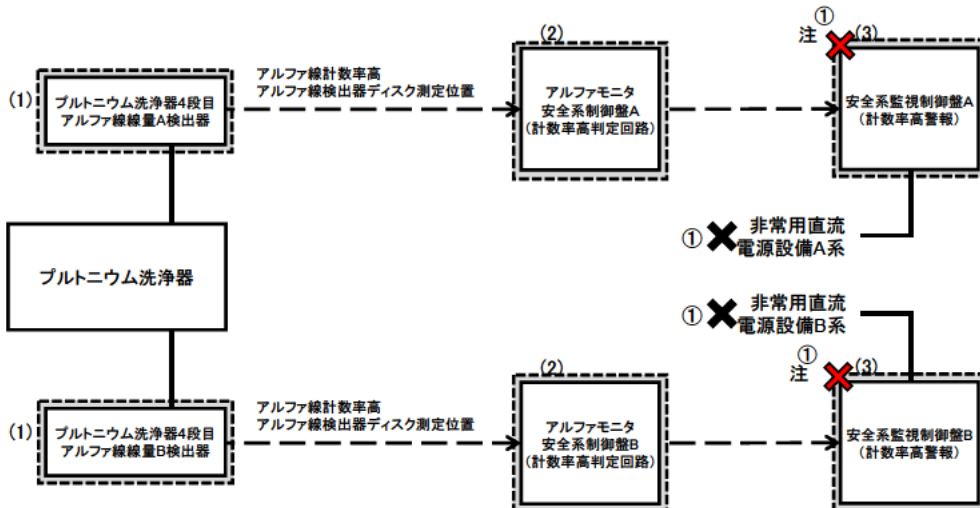 (1)
プルトニウム洗浄器4段目
アルファ線線量A検出器
アルファ線計数率高
アルファ線検出器ディスク測定位置
(2)
アルファモニタ
安全系制御盤A
(計数率高判定回路)
①
注
(3)
安全系監視制御盤A
(計数率高警報)
①
非常用直流
電源設備A系
プルトニウム洗浄器
①
非常用直流
電源設備B系
(1)
プルトニウム洗浄器4段目
アルファ線線量B検出器
アルファ線計数率高
アルファ線検出器ディスク測定位置
(2)
アルファモニタ
安全系制御盤B
(計数率高判定回路)
①
注
(3)
安全系監視制御盤B
(計数率高警報)